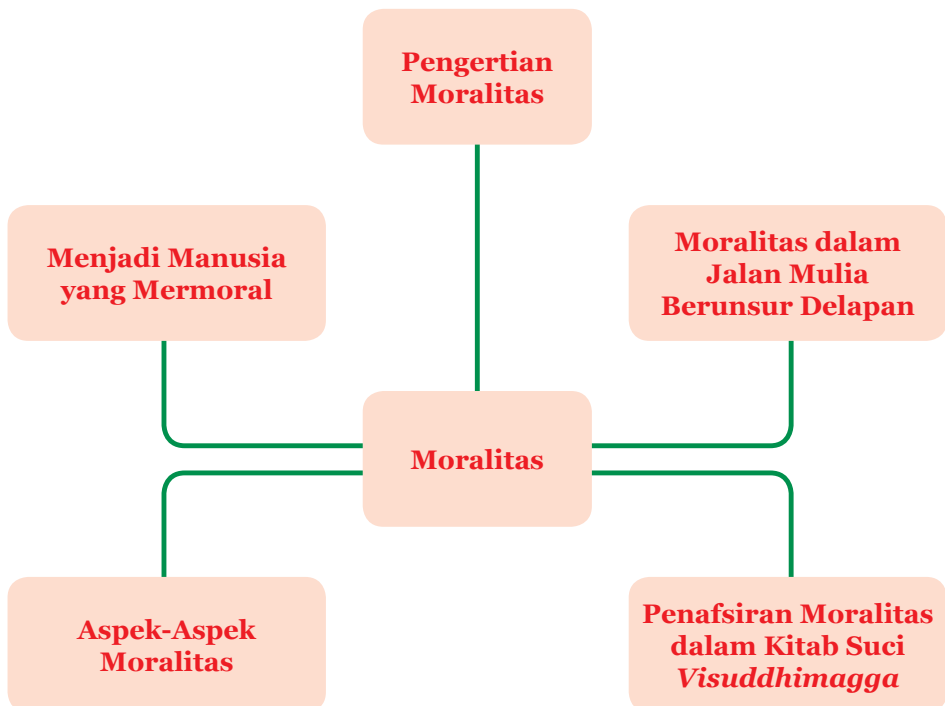 Pengertian
Moralitas
Menjadi Manusia
yang Mermoral
Moralitas dalam
Jalan Mulia
Berunsur Delapan
Moralitas
Aspek-Aspek
Moralitas
Penafsiran Moralitas
dalam Kitab Suci
Visuddhimagga